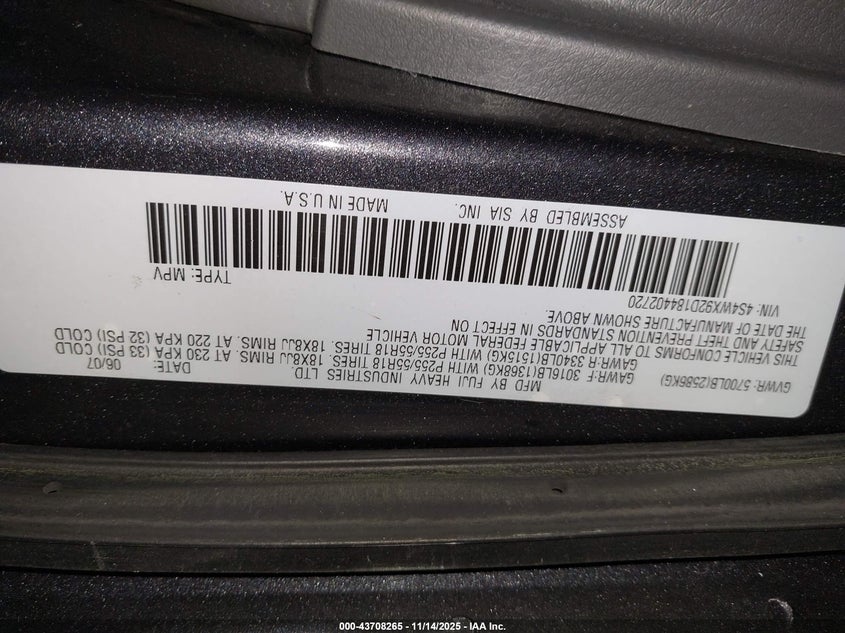 MFD BY FUJI HEAVY INDUSTRIES LTD. DATE: 06/07
GVWR: 5700LB(2586KG) GAWR:F: 3016LB(1368KG) WITH P255/55R18 TIRES. 18X8JJ RIMS. AT 230 KPA (33 PSI) COLD
GAWR:R: 3340LB(1515KG) WITH P255/55R18 TIRES. 18X8JJ RIMS. AT 220 KPA (32 PSI) COLD
THIS VEHICLE CONFORMS TO ALL APPLICABLE FEDERAL MOTOR VEHICLE
SAFETY AND THEFT PREVENTION STANDARDS IN EFFECT ON
THE DATE OF MANUFACTURE SHOWN ABOVE.
VIN: 4S4WX92D184402720 TYPE: MPV
ASSEMBLED BY SIA INC. MADE IN U.S.A.
000-43708265 - 11/14/2025 - IAA Inc.